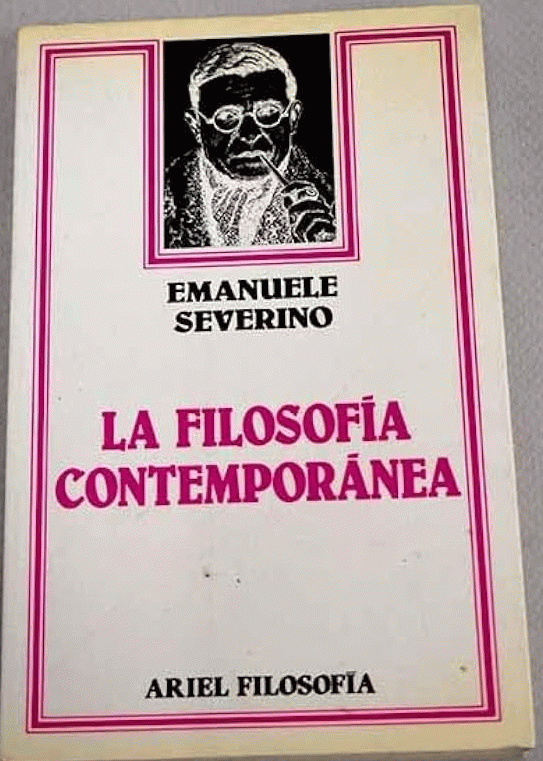 EMANUELE
SEVERINO
LA FILOSOFÍA
CONTEMPORÁNEA
ARIEL FILOSOFÍA